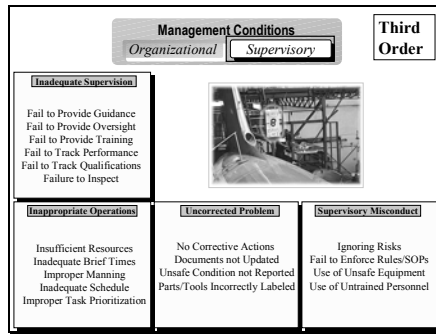 Management Conditions
Organizational
Supervisory
Third
Order
Inadequate Supervision
Fail to Provide Guidance
Fail to Provide Oversight
Fail to Provide Training
Fail to Track Performance
Fail to Track Qualifications
Failure to Inspect
Inappropriate Operations
Insufficient Resources
Inadequate Brief Times
Improper Manning
Inadequate Schedule
Improper Task Prioritization
Uncorrected Problem
No Corrective Actions
Documents not Updated
Unsafe Condition not Reported
Parts/Tools Incorrectly Labeled
Supervisory Misconduct
Ignoring Risks
Fail to Enforce Rules/SOPs
Use of Unsafe Equipment
Use of Untrained Personnel